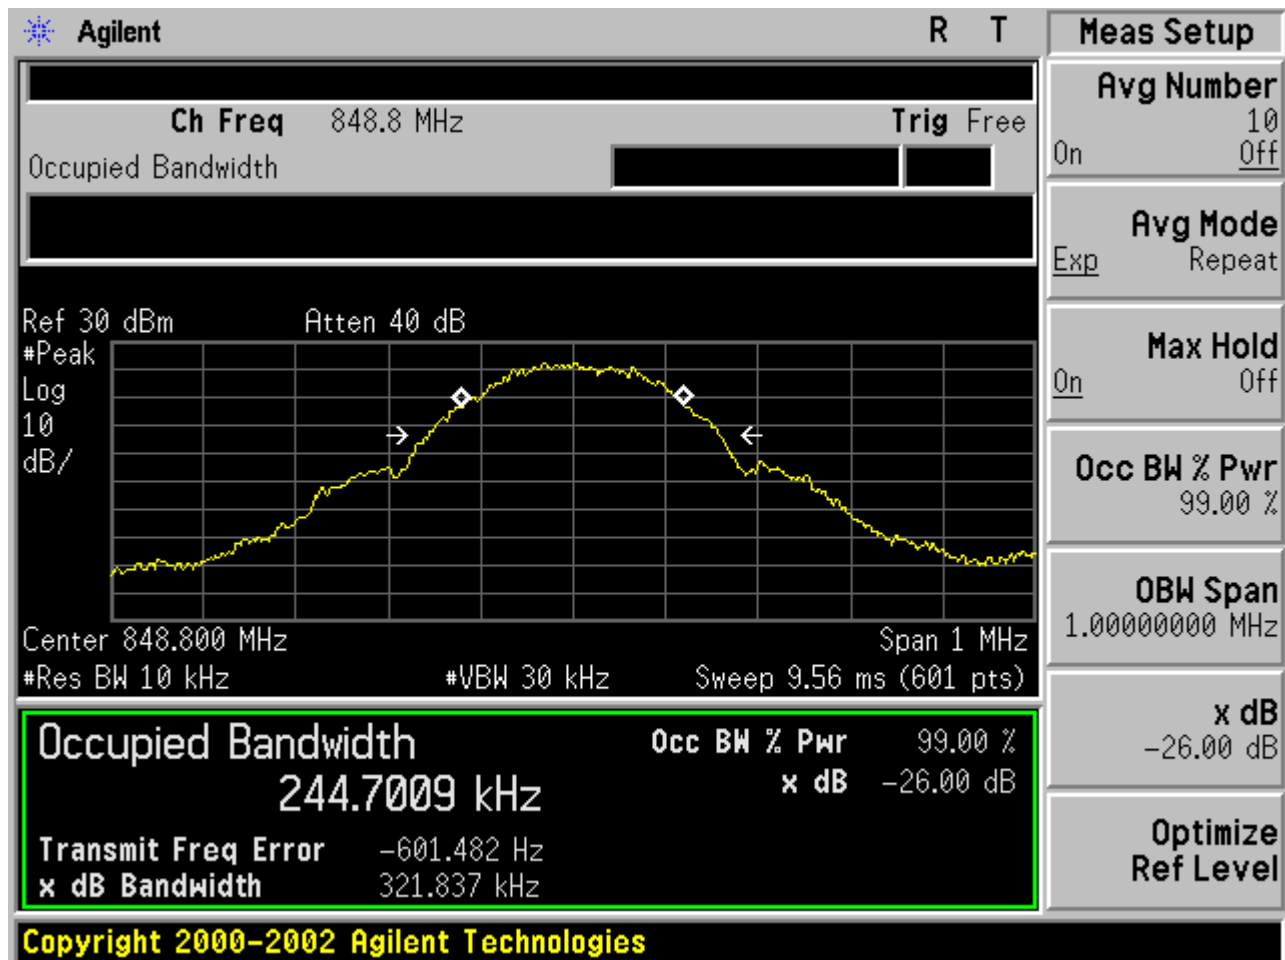 Agilent R T
Ch Freq 848.8 MHz Trig Free
Occupied Bandwidth
Ref 30 dBm Atten 40 dB
#Peak
Log
10
dB/
Center 848.800 MHz Span 1 MHz
#Res BW 10 kHz #VBW 30 kHz Sweep 9.56 ms (601 pts)
Occupied Bandwidth Occ BW % Pwr 99.00 %
244.7009 kHz x dB -26.00 dB
Transmit Freq Error -601.482 Hz
x dB Bandwidth 321.837 kHz
Copyright 2000-2002 Agilent Technologies
Meas Setup
Avg Number
10
On Off
Avg Mode
Exp Repeat
Max Hold
On Off
Occ BW % Pwr
99.00 %
OBW Span
1.00000000 MHz
x dB
-26.00 dB
Optimize
Ref Level